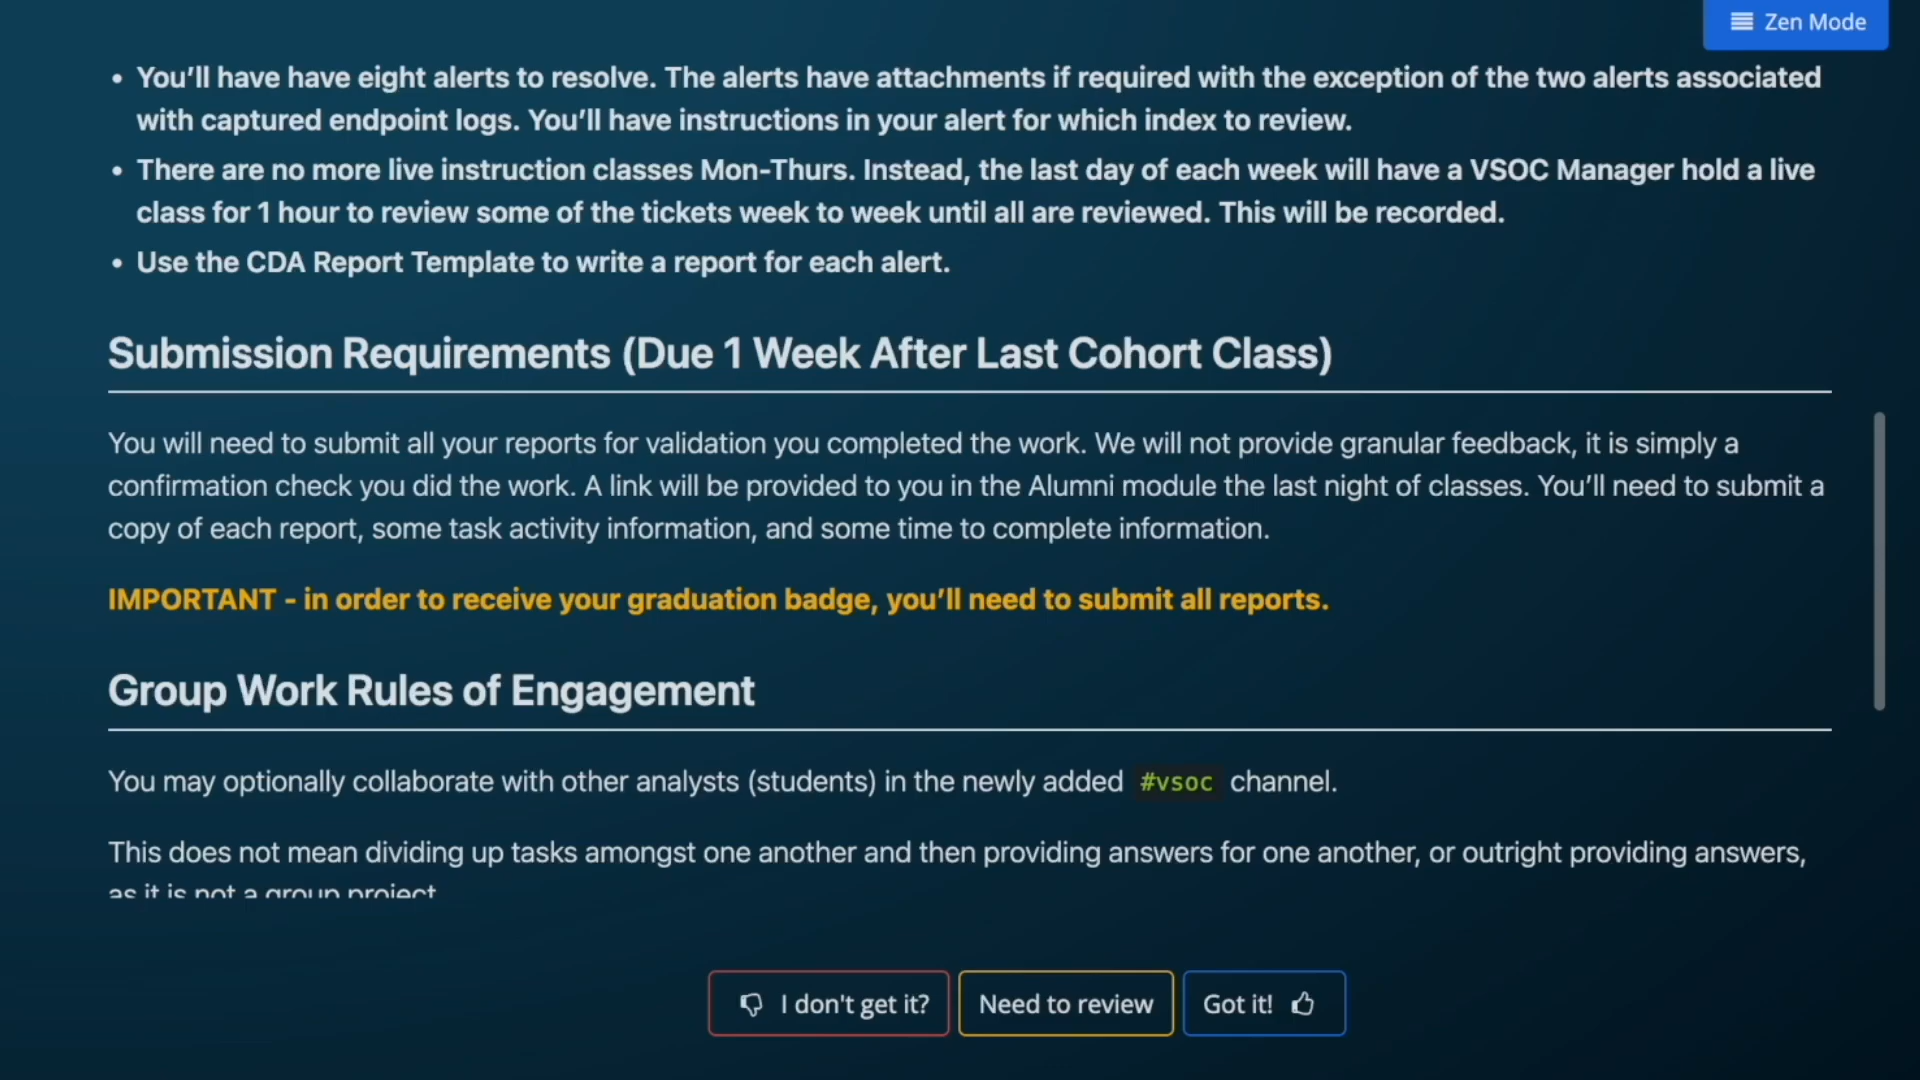 Zen Mode
• You’ll have have eight alerts to resolve. The alerts have attachments if required with the exception of the two alerts associated
with captured endpoint logs. You’ll have instructions in your alert for which index to review.
• There are no more live instruction classes Mon-Thurs. Instead, the last day of each week will have a VSOC Manager hold a live
class for 1 hour to review some of the tickets week to week until all are reviewed. This will be recorded.
• Use the CDA Report Template to write a report for each alert.
Submission Requirements (Due 1 Week After Last Cohort Class)
You will need to submit all your reports for validation you completed the work. We will not provide granular feedback, it is simply a
confirmation check you did the work. A link will be provided to you in the Alumni module the last night of classes. You’ll need to submit a
copy of each report, some task activity information, and some time to complete information.
IMPORTANT - in order to receive your graduation badge, you’ll need to submit all reports.
Group Work Rules of Engagement
You may optionally collaborate with other analysts (students) in the newly added #vsoc channel.
This does not mean dividing up tasks amongst one another and then providing answers for one another, or outright providing answers,
as it is not a group project
I don't get it?
Need to review
Got it!